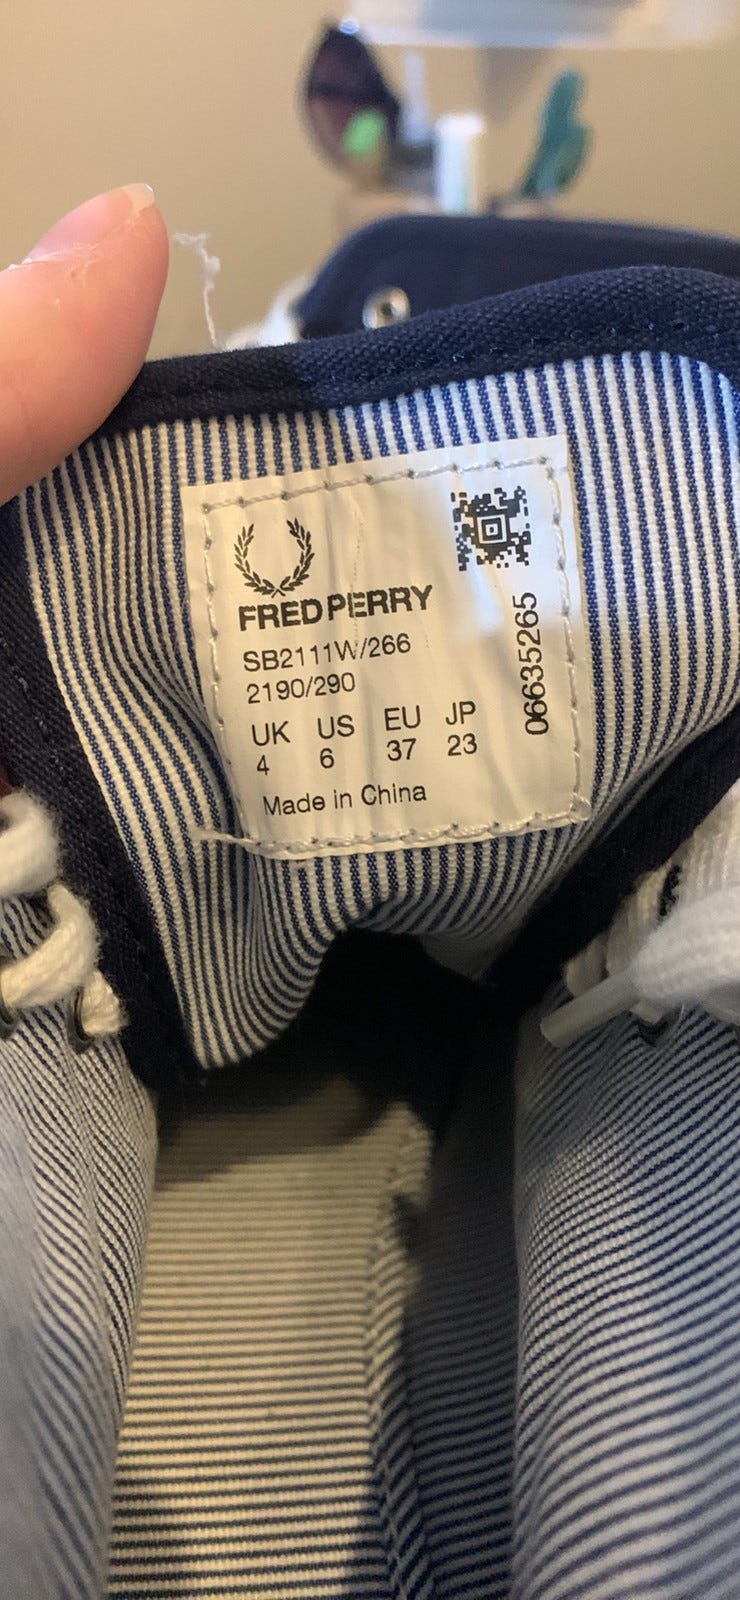 FRED PERRY
SB2111W/266
2190/290
UK US EU JP
4 6 37 23
Made in China
06635265